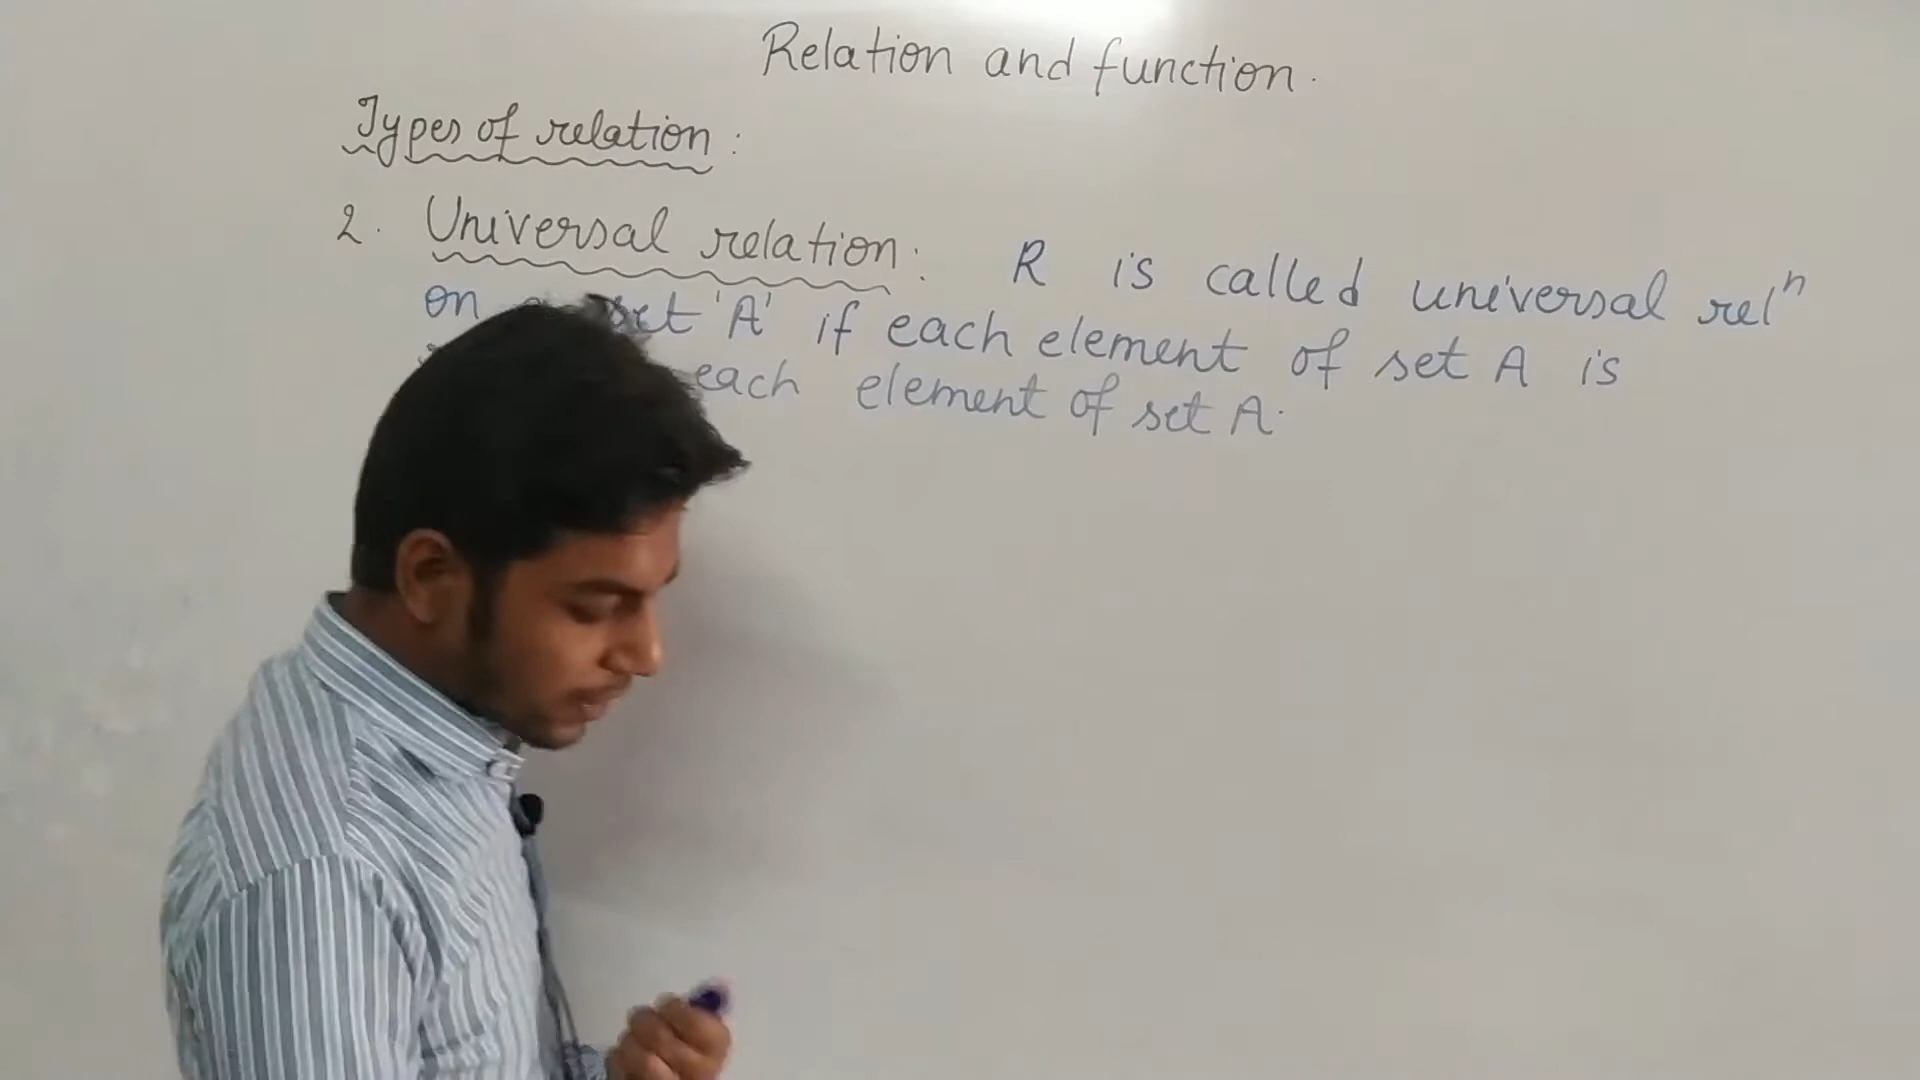 Relation and function.
Types of relation:
2. Universal relation: R is called universal relⁿ
on set 'A' if each element of set A is
each element of set A.